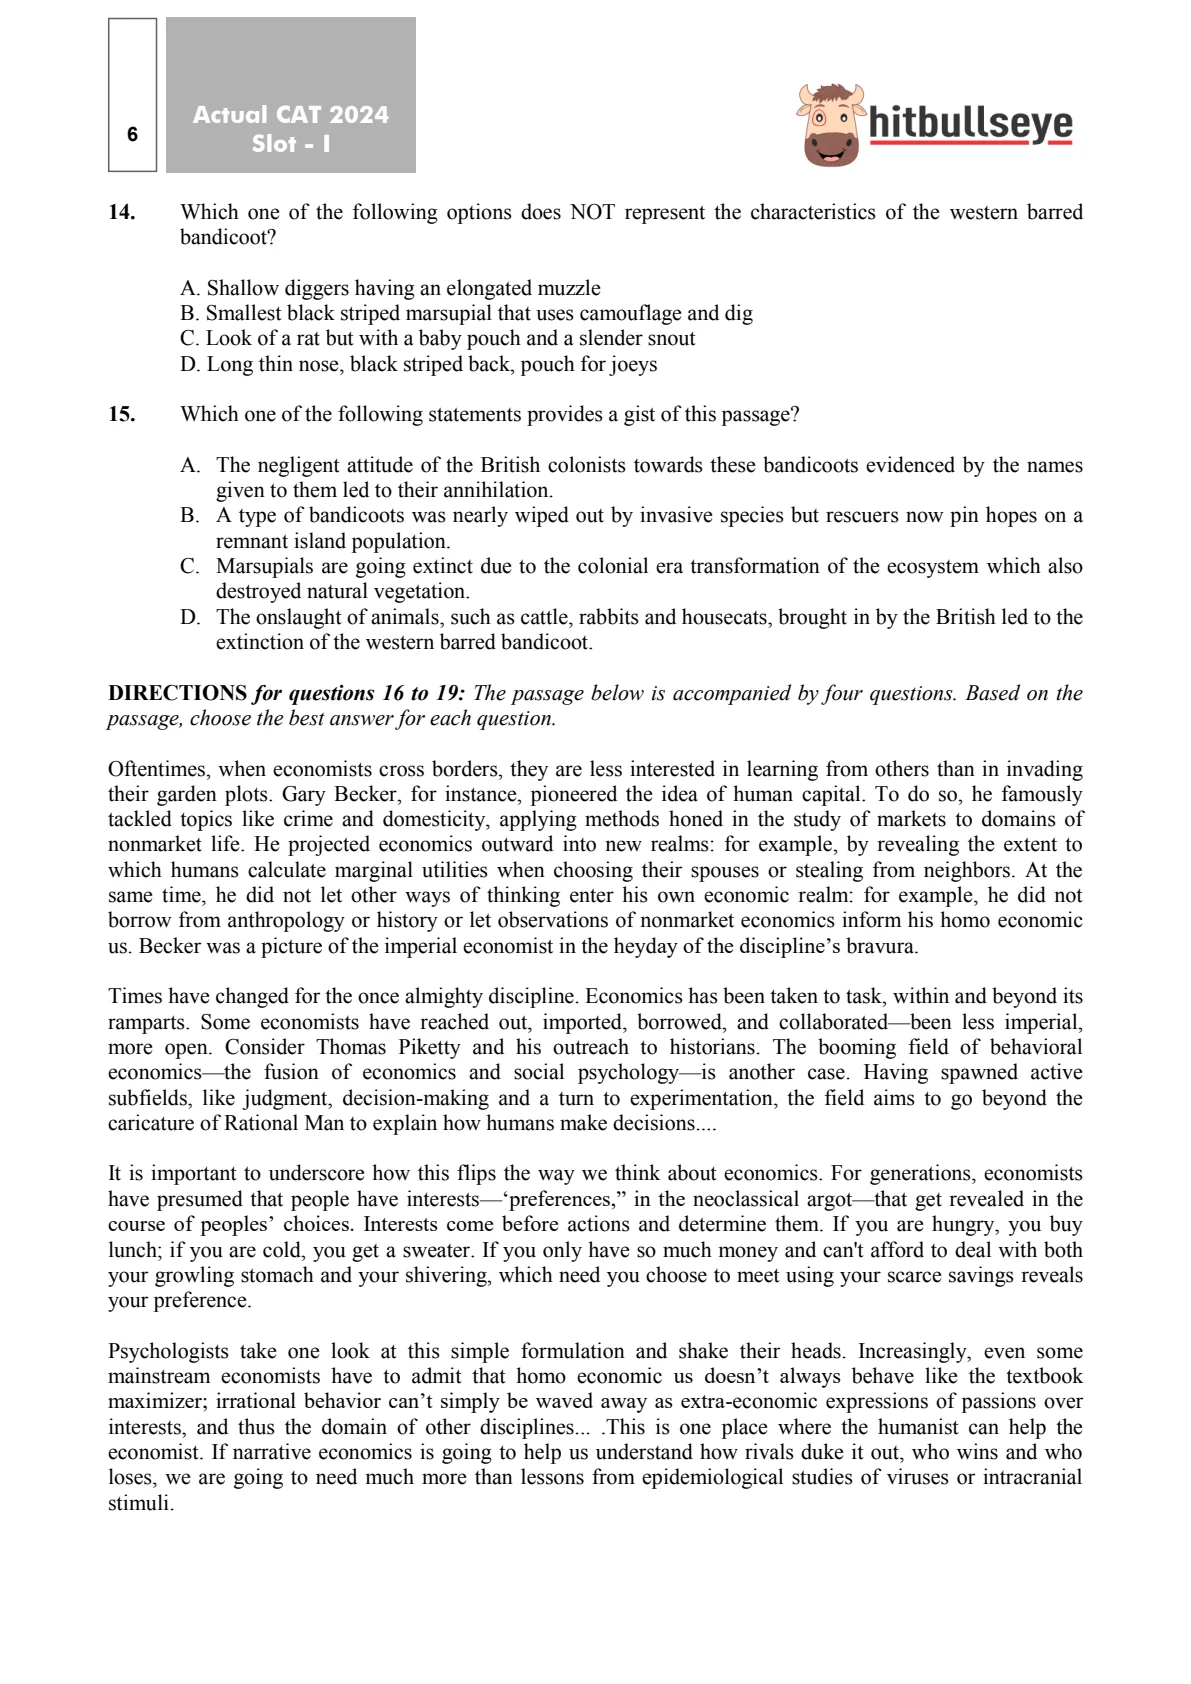 6
Actual CAT 2024
Slot - I
hitbullseye
14. Which one of the following options does NOT represent the characteristics of the western barred
bandicoot?
A. Shallow diggers having an elongated muzzle
B. Smallest black striped marsupial that uses camouflage and dig
C. Look of a rat but with a baby pouch and a slender snout
D. Long thin nose, black striped back, pouch for joeys
15. Which one of the following statements provides a gist of this passage?
A. The negligent attitude of the British colonists towards these bandicoots evidenced by the names
given to them led to their annihilation.
B. A type of bandicoots was nearly wiped out by invasive species but rescuers now pin hopes on a
remnant island population.
C. Marsupials are going extinct due to the colonial era transformation of the ecosystem which also
destroyed natural vegetation.
D. The onslaught of animals, such as cattle, rabbits and housecats, brought in by the British led to the
extinction of the western barred bandicoot.
DIRECTIONS for questions 16 to 19: The passage below is accompanied by four questions. Based on the
passage, choose the best answer for each question.
Oftentimes, when economists cross borders, they are less interested in learning from others than in invading
their garden plots. Gary Becker, for instance, pioneered the idea of human capital. To do so, he famously
tackled topics like crime and domesticity, applying methods honed in the study of markets to domains of
nonmarket life. He projected economics outward into new realms: for example, by revealing the extent to
which humans calculate marginal utilities when choosing their spouses or stealing from neighbors. At the
same time, he did not let other ways of thinking enter his own economic realm: for example, he did not
borrow from anthropology or history or let observations of nonmarket economics inform his homo economic
us. Becker was a picture of the imperial economist in the heyday of the discipline’s bravura.
Times have changed for the once almighty discipline. Economics has been taken to task, within and beyond its
ramparts. Some economists have reached out, imported, borrowed, and collaborated—been less imperial,
more open. Consider Thomas Piketty and his outreach to historians. The booming field of behavioral
economics—the fusion of economics and social psychology—is another case. Having spawned active
subfields, like judgment, decision-making and a turn to experimentation, the field aims to go beyond the
caricature of Rational Man to explain how humans make decisions....
It is important to underscore how this flips the way we think about economics. For generations, economists
have presumed that people have interests—‘preferences,” in the neoclassical argot—that get revealed in the
course of peoples’ choices. Interests come before actions and determine them. If you are hungry, you buy
lunch; if you are cold, you get a sweater. If you only have so much money and can't afford to deal with both
your growling stomach and your shivering, which need you choose to meet using your scarce savings reveals
your preference.
Psychologists take one look at this simple formulation and shake their heads. Increasingly, even some
mainstream economists have to admit that homo economic us doesn’t always behave like the textbook
maximizer; irrational behavior can’t simply be waved away as extra-economic expressions of passions over
interests, and thus the domain of other disciplines... .This is one place where the humanist can help the
economist. If narrative economics is going to help us understand how rivals duke it out, who wins and who
loses, we are going to need much more than lessons from epidemiological studies of viruses or intracranial
stimuli.